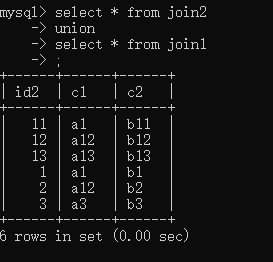 mysql> select * from join2
    -> union
    -> select * from join1
    -> ;
+------+------+------+
| id2  | c1   | c2   |
+------+------+------+
|   11 | a1   | b11  |
|   12 | a12  | b12  |
|   13 | a13  | b13  |
|    1 | a1   | b1   |
|    2 | a12  | b2   |
|    3 | a3   | b3   |
+------+------+------+
6 rows in set (0.00 sec)